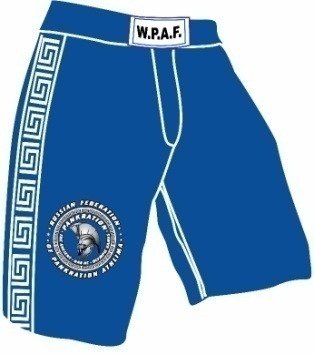 W.P.A.F.
RUSSIAN FEDERATION
PANKRATION
OF PANKRATION ATHLIMA